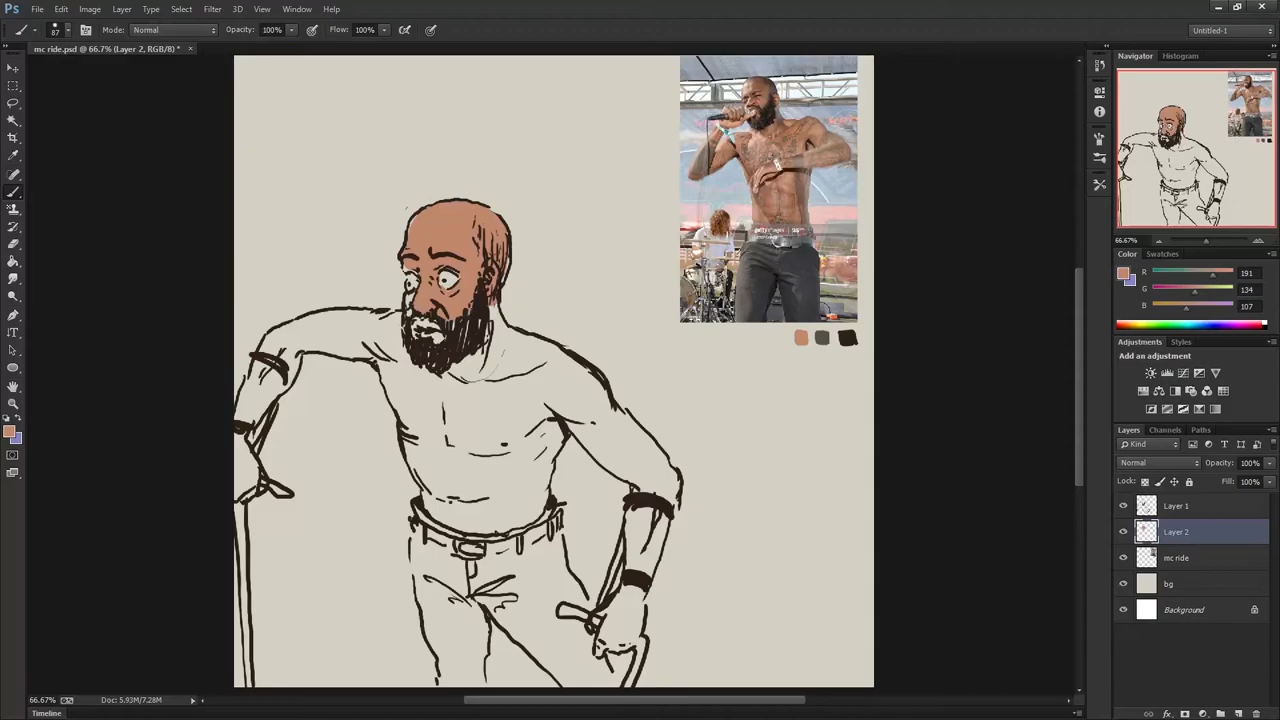 Ps File Edit Image Layer Type Select Filter 3D View Window Help
87 Mode: Normal Opacity: 100% Flow: 100% Untitled-1
mc ride.psd @ 66.7% (Layer 2, RGB/8) * ×
Navigator Histogram
66.67%
Color Swatches
R 191
G 134
B 107
Adjustments Styles
Add an adjustment
Layers Channels Paths
Kind
Normal Opacity: 100%
Lock: Fill: 100%
Layer 1
Layer 2
mc ride
bg
Background
66.67% Doc: 5.93M/7.28M
Timeline